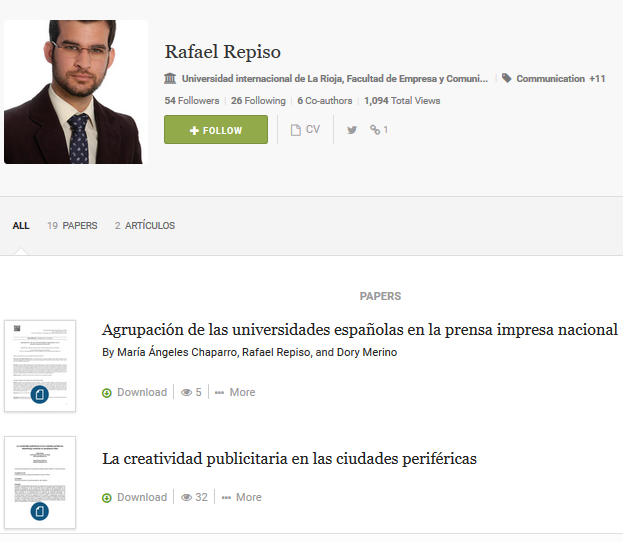 Rafael Repiso
Universidad internacional de La Rioja, Facultad de Empresa y Comuni... Communication +11
54 Followers 26 Following 6 Co-authors 1,094 Total Views
FOLLOW CV 1
ALL 19 PAPERS 2 ARTÍCULOS
PAPERS
Agrupación de las universidades españolas en la prensa impresa nacional
By María Ángeles Chaparro, Rafael Repiso, and Dory Merino
Download 5 More
La creatividad publicitaria en las ciudades periféricas
Download 32 More